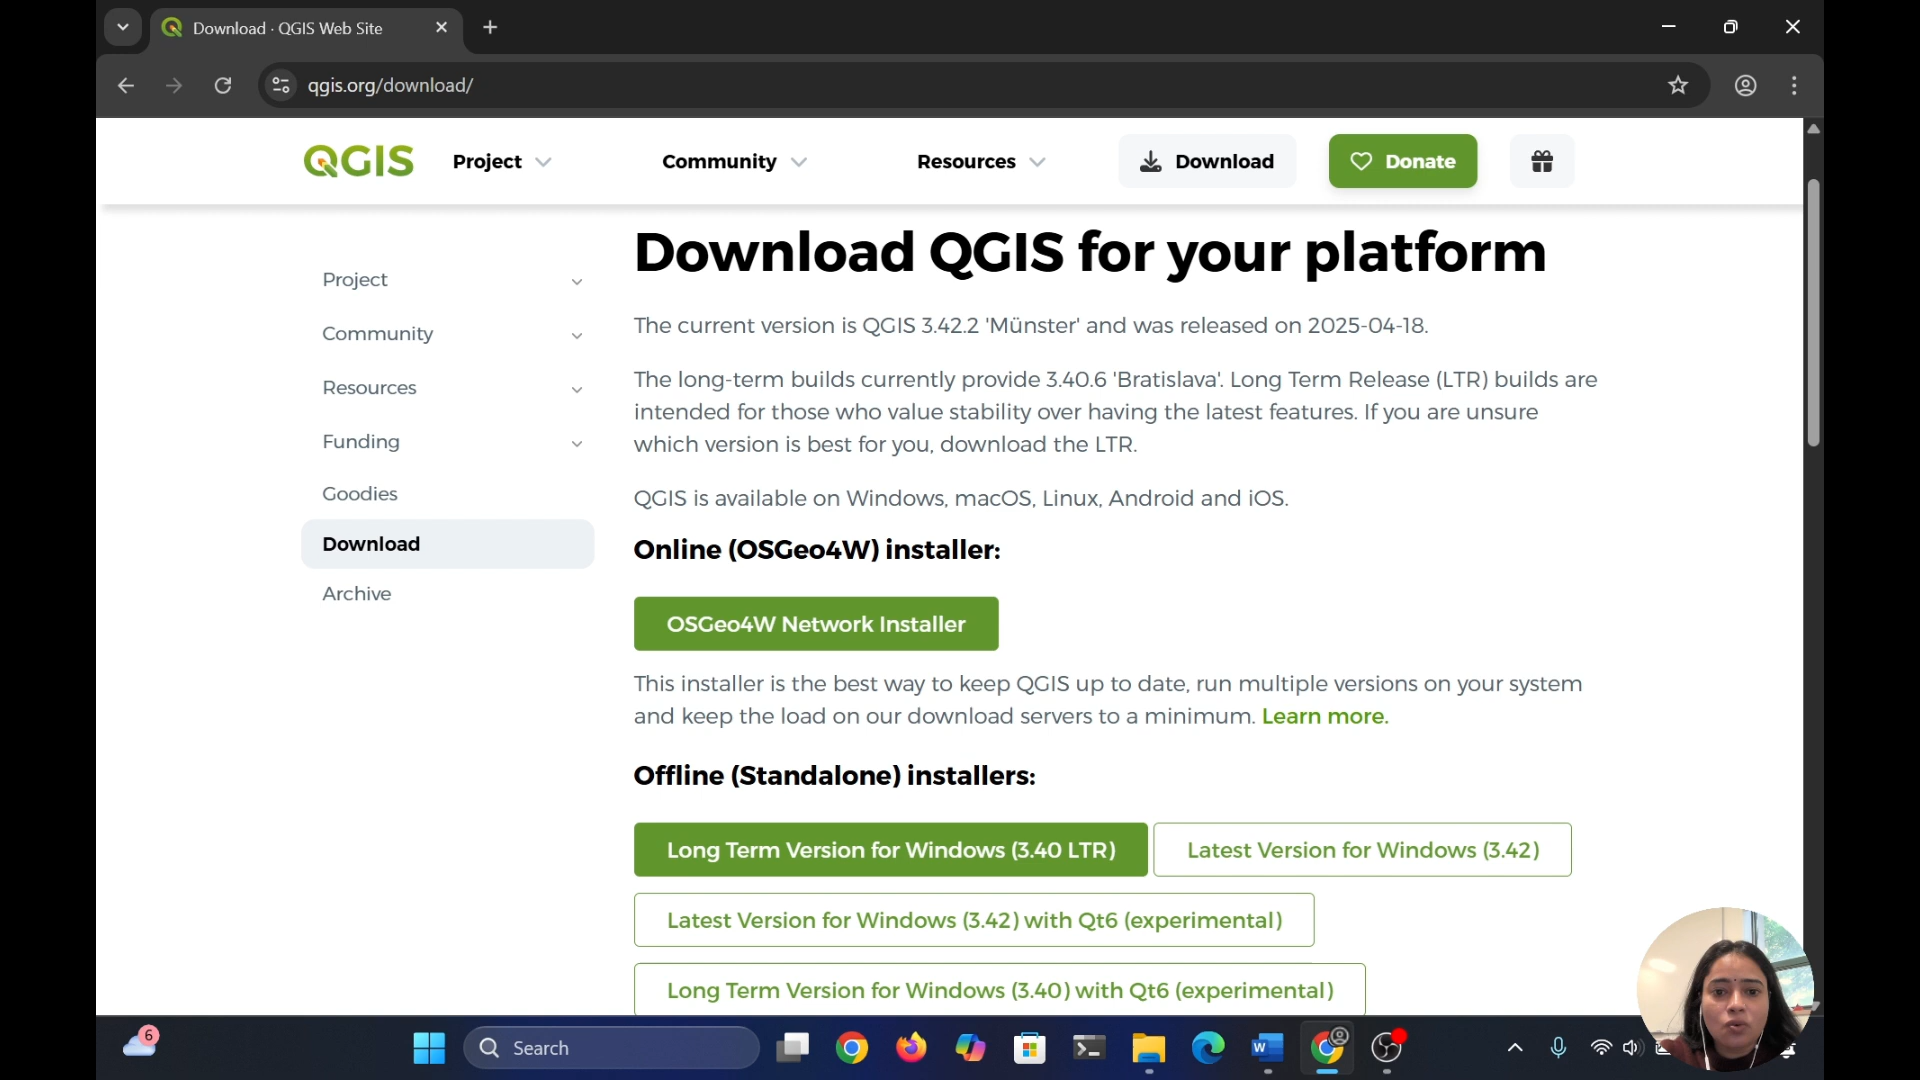 Download · QGIS Web Site
qgis.org/download/
QGIS
Project
Community
Resources
Download
Donate
Project
Community
Resources
Funding
Goodies
Download
Archive
Download QGIS for your platform
The current version is QGIS 3.42.2 'Münster' and was released on 2025-04-18.
The long-term builds currently provide 3.40.6 'Bratislava'. Long Term Release (LTR) builds are
intended for those who value stability over having the latest features. If you are unsure
which version is best for you, download the LTR.
QGIS is available on Windows, macOS, Linux, Android and iOS.
Online (OSGeo4W) installer:
OSGeo4W Network Installer
This installer is the best way to keep QGIS up to date, run multiple versions on your system
and keep the load on our download servers to a minimum. Learn more.
Offline (Standalone) installers:
Long Term Version for Windows (3.40 LTR)
Latest Version for Windows (3.42)
Latest Version for Windows (3.42) with Qt6 (experimental)
Long Term Version for Windows (3.40) with Qt6 (experimental)
6
Search
W